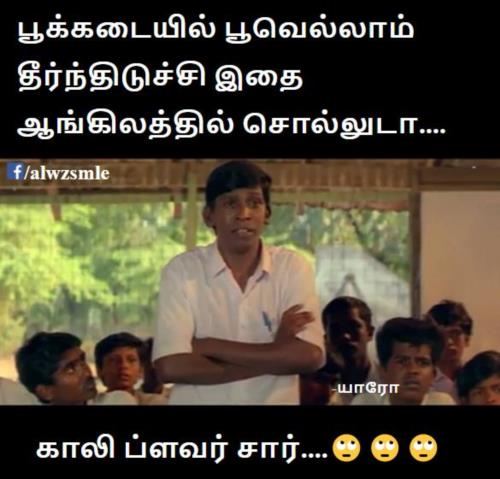 பூக்கடையில் பூவெல்லாம்
தீர்ந்திடுச்சி இதை
ஆங்கிலத்தில் சொல்லுடா....
f/alwzsmle
-யாரோ
காலி ப்ளவர் சார்....🙄 🙄 🙄